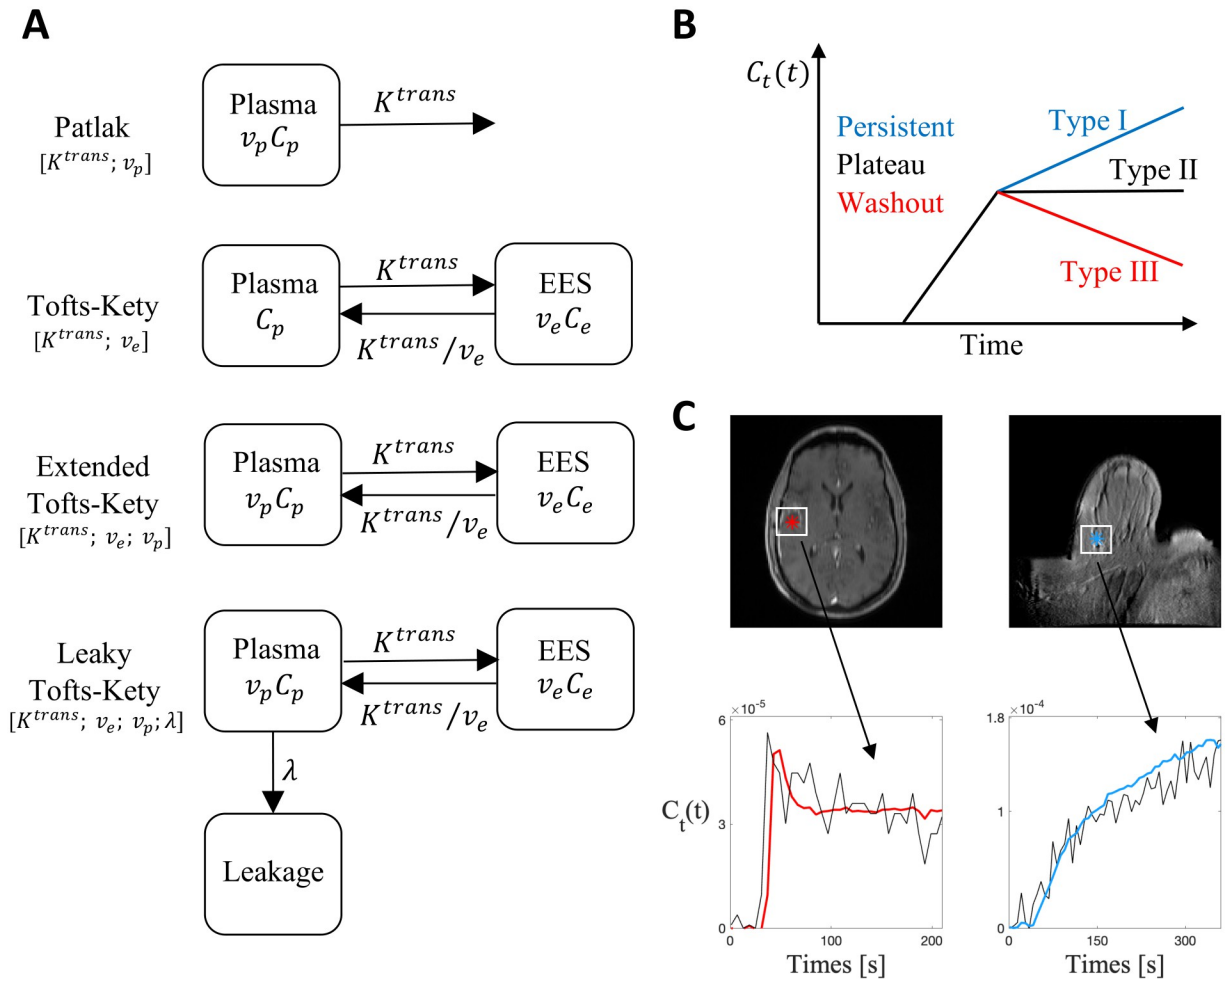 A
Patlak
[K^trans; v_p]
Plasma
v_p C_p
K^trans
Tofts-Kety
[K^trans; v_e]
Plasma
C_p
K^trans
K^trans/v_e
EES
v_e C_e
Extended
Tofts-Kety
[K^trans; v_e; v_p]
Plasma
v_p C_p
K^trans
K^trans/v_e
EES
v_e C_e
Leaky
Tofts-Kety
[K^trans; v_e; v_p; λ]
Plasma
v_p C_p
K^trans
K^trans/v_e
EES
v_e C_e
λ
Leakage
B
C_t(t)
Persistent
Plateau
Washout
Type I
Type II
Type III
Time
C
×10^-5
6
3
0
C_t(t)
0 100 200
Times [s]
×10^-4
1.8
1
0
0 150 300
Times [s]